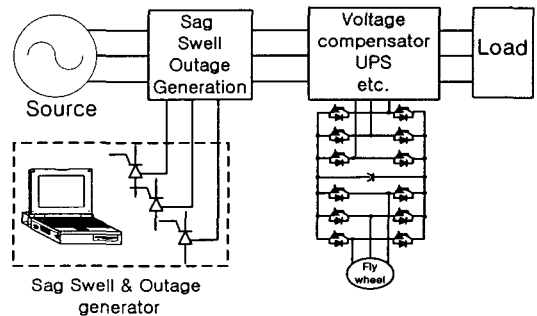 Sag
Swell
Outage
Generation
Voltage
compensator
UPS
etc.
Load
Source
Fly
wheel
Sag Swell & Outage
generator